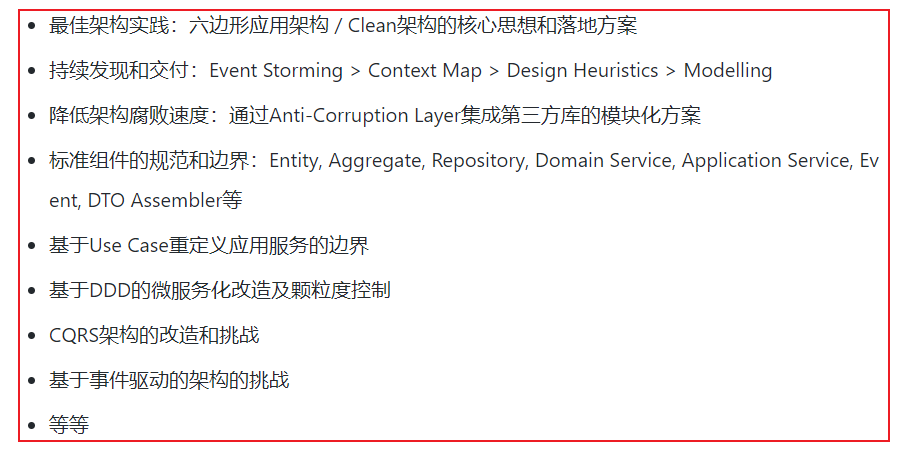 最佳架构实践：六边形应用架构 / Clean架构的核心思想和落地方案
持续发现和交付：Event Storming > Context Map > Design Heuristics > Modelling
降低架构腐败速度：通过Anti-Corruption Layer集成第三方库的模块化方案
标准组件的规范和边界：Entity, Aggregate, Repository, Domain Service, Application Service, Ev
ent, DTO Assembler等
基于Use Case重定义应用服务的边界
基于DDD的微服务化改造及颗粒度控制
CQRS架构的改造和挑战
基于事件驱动的架构的挑战
等等